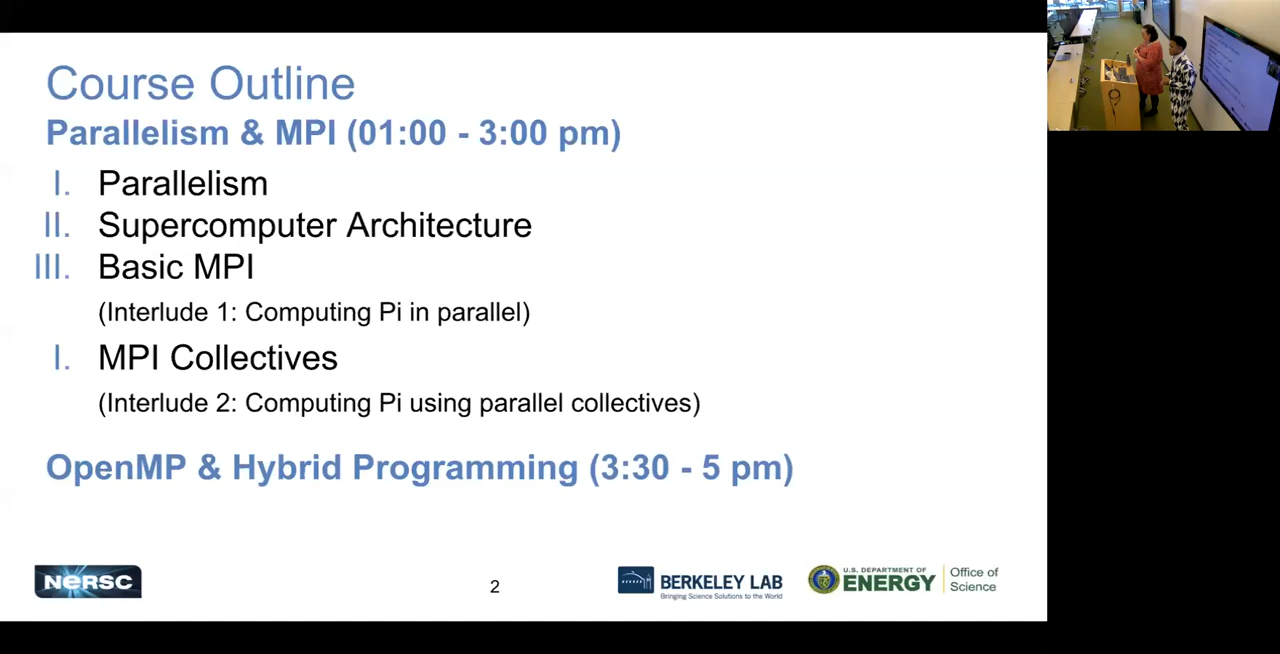 Course Outline
Parallelism & MPI (01:00 - 3:00 pm)
I. Parallelism
II. Supercomputer Architecture
III. Basic MPI
(Interlude 1: Computing Pi in parallel)
I. MPI Collectives
(Interlude 2: Computing Pi using parallel collectives)
OpenMP & Hybrid Programming (3:30 - 5 pm)
NERSC
2
BERKELEY LAB
Bringing Science Solutions to the World
U.S. DEPARTMENT OF
ENERGY
Office of
Science